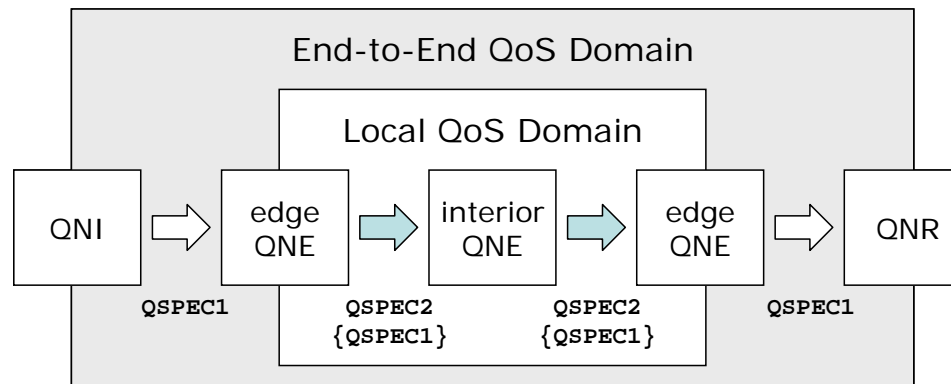 End-to-End QoS Domain
Local QoS Domain
QNI
edge
QNE
interior
QNE
edge
QNE
QNR
QSPEC1
QSPEC2
{QSPEC1}
QSPEC2
{QSPEC1}
QSPEC1